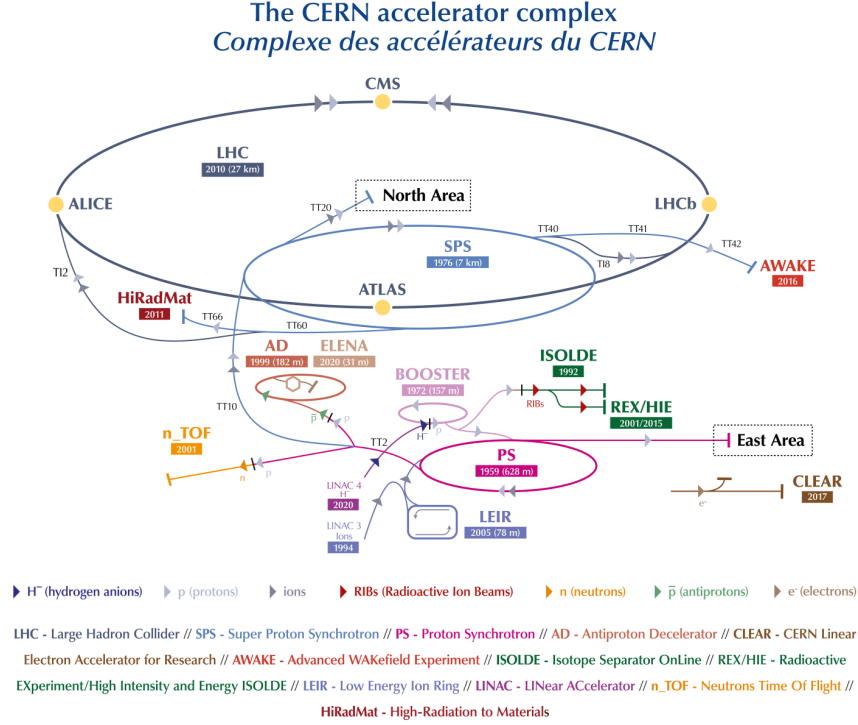 The CERN accelerator complex
Complexe des accélérateurs du CERN
CMS
LHC
2010 (27 km)
North Area
ALICE
TT20
LHCb
TT40
TT41
SPS
1976 (7 km)
TT42
TI2
TI8
AWAKE
2016
HiRadMat
2011
ATLAS
TT66
TT60
AD
1999 (182 m)
ELENA
2020 (31 m)
BOOSTER
1972 (157 m)
ISOLDE
1992
RIBs
REX/HIE
2001/2015
TT10
p̅
p
p
H⁻
n_TOF
2001
TT2
East Area
n
p
PS
1959 (628 m)
LINAC 4
H⁻
2020
CLEAR
2017
e⁻
LINAC 3
Ions
1994
LEIR
2005 (78 m)
H⁻ (hydrogen anions)
p (protons)
ions
RIBs (Radioactive Ion Beams)
n (neutrons)
p̅ (antiprotons)
e⁻ (electrons)
LHC - Large Hadron Collider // SPS - Super Proton Synchrotron // PS - Proton Synchrotron // AD - Antiproton Decelerator // CLEAR - CERN Linear
Electron Accelerator for Research // AWAKE - Advanced WAKefield Experiment // ISOLDE - Isotope Separator OnLine // REX/HIE - Radioactive
EXperiment/High Intensity and Energy ISOLDE // LEIR - Low Energy Ion Ring // LINAC - LINear ACcelerator // n_TOF - Neutrons Time Of Flight //
HiRadMat - High-Radiation to Materials